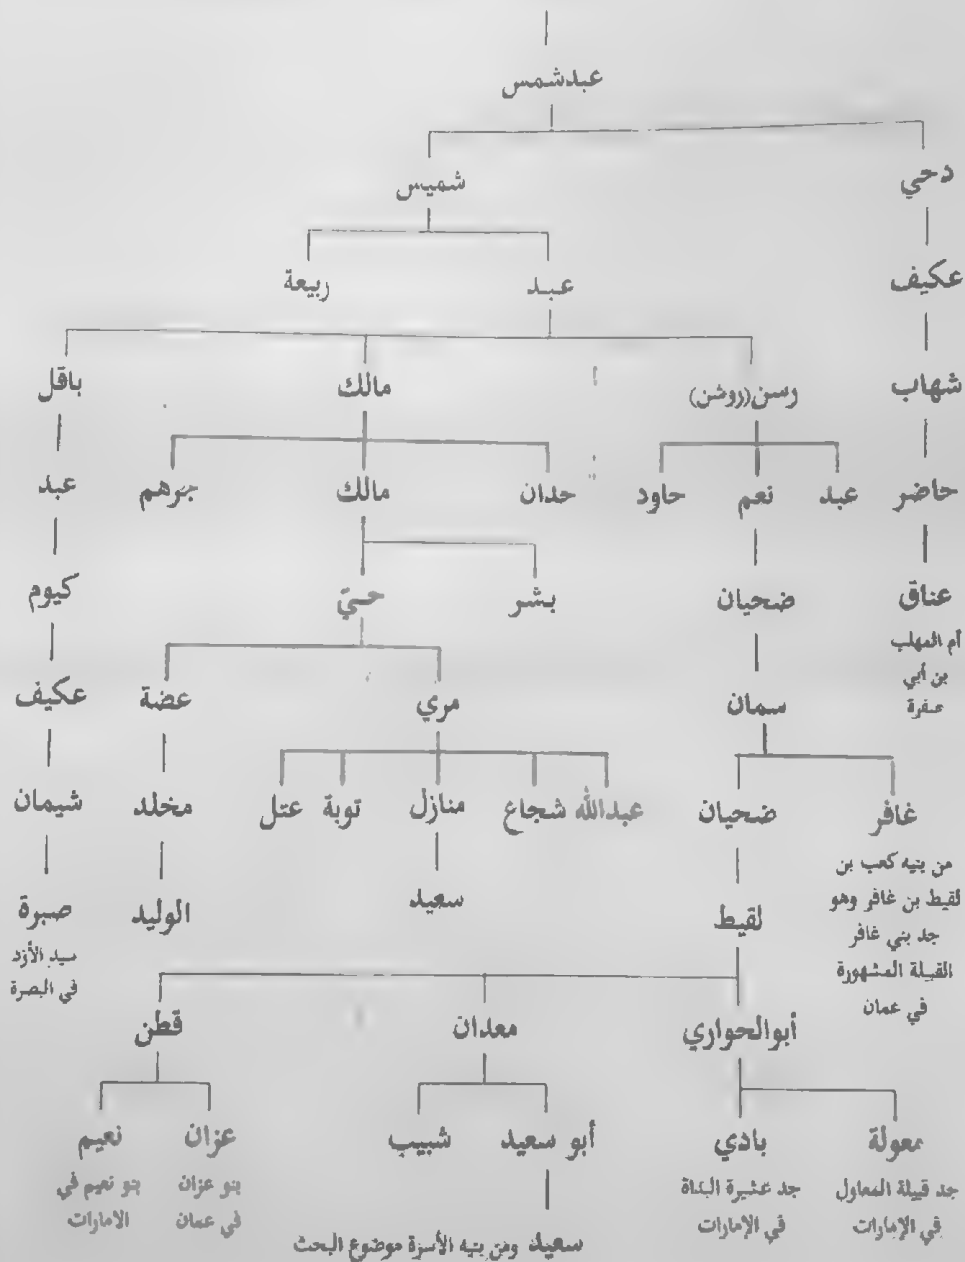 عبدشمس
دحي شميس
عكيف عبد ربيعة
شهاب رسن (روشن) مالك باقل
حاضر عبد نعم حاود حدان مالك جرهم عبد
عناق ضحيان بشر حيّ كيوم
أم المهلب
بن أبي
صفرة
سمان مري عضة عكيف
غافر ضحيان عبدالله شجاع منازل توبة عتل مخلد شيمان
من بنيه كعب بن
لقيط بن غافر وهو
جد بني غافر
القبيلة المشهورة
في عمان
لقيط سعيد الوليد صبرة
سيد الأزد
في البصرة
أبوالحواري معدان قطن
معولة بادي أبو سعيد شبيب عزان نعيم
جد قبيلة المعاول
في الإمارات
جد عشيرة البداة
في الإمارات
بنو عزان
في عمان
بنو نعيم في
الامارات
سعيد ومن بنيه الأسرة موضوع البحث